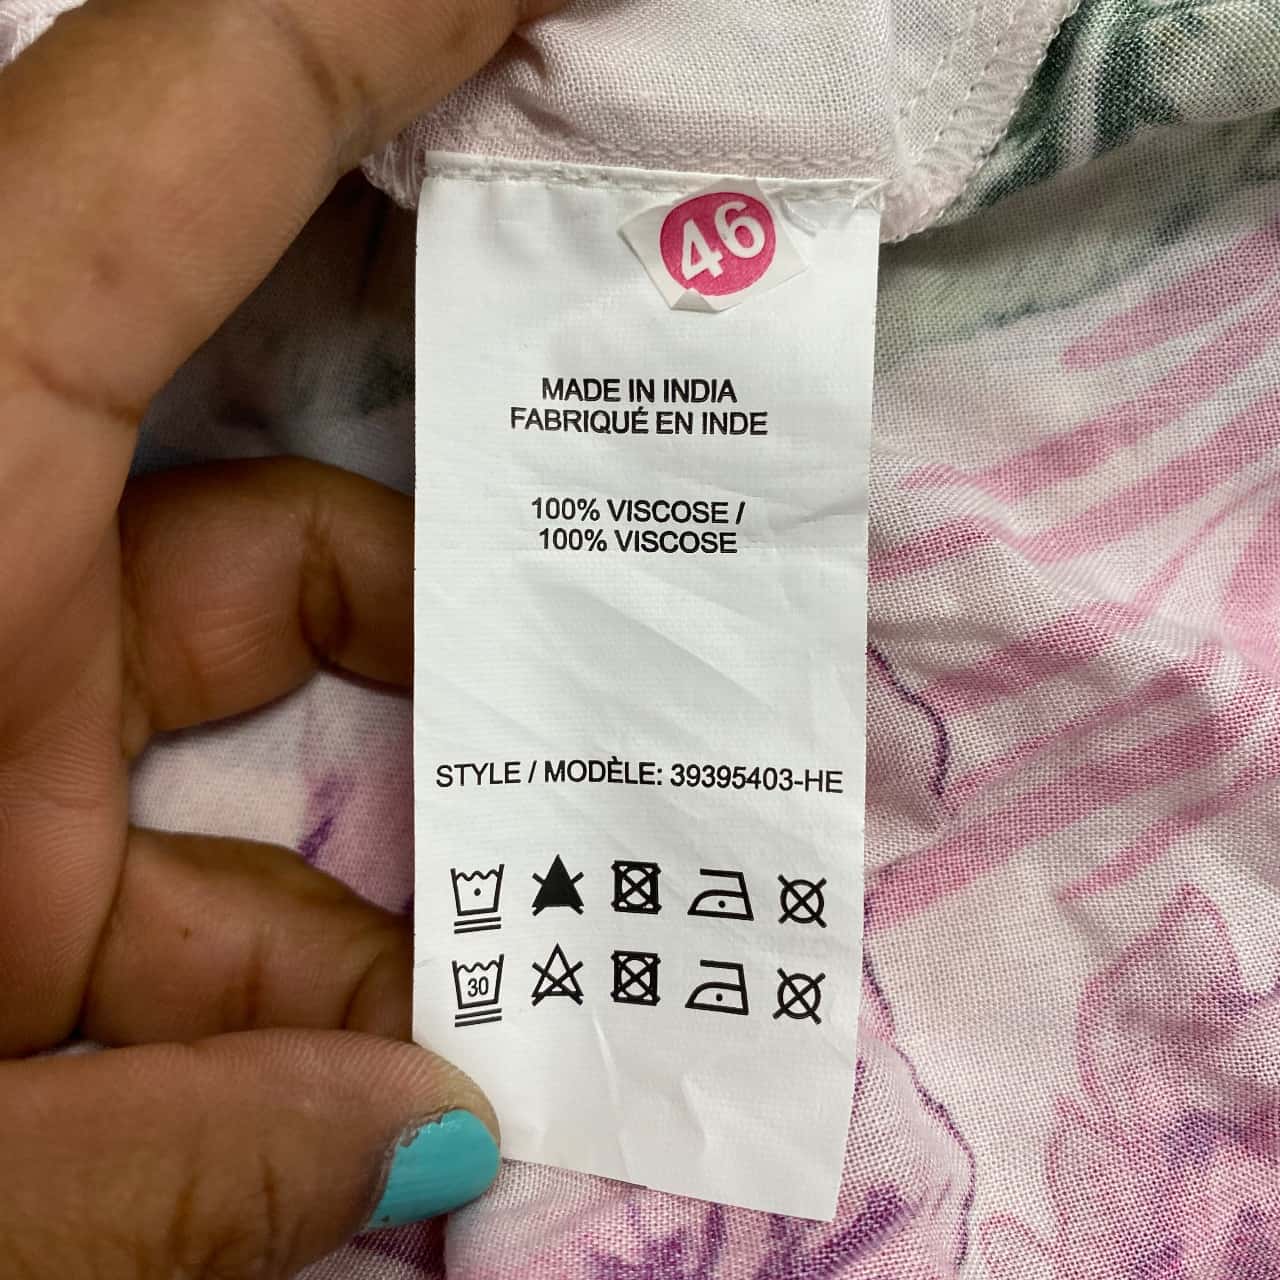 46
MADE IN INDIA
FABRIQUÉ EN INDE
100% VISCOSE /
100% VISCOSE
STYLE / MODÈLE: 39395403-HE
30